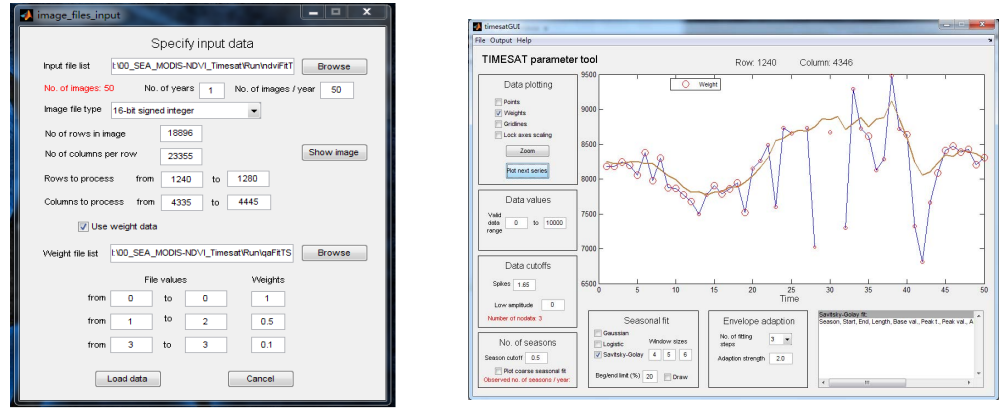 image_files_input
Specify input data
Input file list I:\00_SEA_MODIS-NDVI_Timesat\Run\ndviFitT Browse
No. of images: 50 No. of years 1 No. of images / year 50
Image file type 16-bit signed integer
No of rows in image 18896
No of columns per row 23355 Show image
Rows to process from 1240 to 1280
Columns to process from 4335 to 4445
Use weight data
Weight file list I:\00_SEA_MODIS-NDVI_Timesat\Run\qaFitTS Browse
File values Weights
from 0 to 0 1
from 1 to 2 0.5
from 3 to 3 0.1
Load data Cancel
timesatGUI
File Output Help
TIMESAT parameter tool Row: 1240 Column: 4346
Data plotting
Points
Weights
Gridlines
Lock axes scaling
Zoom
Plot next series
Data values
Valid data range 0 to 10000
Data cutoffs
Spikes 1.65
Low amplitude 0
Number of nodata: 3
No. of seasons
Season cutoff 0.5
Plot coarse seasonal fit
Observed no. of seasons / year:
Weight
9500
9000
8500
8000
7500
7000
6500
0 5 10 15 20 25 30 35 40 45 50
Time
Seasonal fit
Gaussian
Logistic Window sizes
Savitsky-Golay 4 5 6
Beg/end limit (%) 20 Draw
Envelope adaption
No. of fitting steps 3
Adaption strength 2.0
Savitsky-Golay fit:
Season, Start, End, Length, Base val., Peak t., Peak val., A